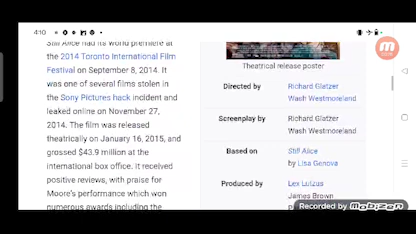 4:10
Still Alice had its world premiere at
the 2014 Toronto International Film
Festival on September 8, 2014. It
was one of several films stolen in
the Sony Pictures hack incident and
leaked online on November 27,
2014. The film was released
theatrically on January 16, 2015, and
grossed $43.9 million at the
international box office. It received
positive reviews, with praise for
Moore's performance which won
numerous awards including the
Theatrical release poster
Directed by Richard Glatzer
Wash Westmoreland
Screenplay by Richard Glatzer
Wash Westmoreland
Based on Still Alice
by Lisa Genova
Produced by Lex Lutzus
James Brown
Recorded by Mobizen